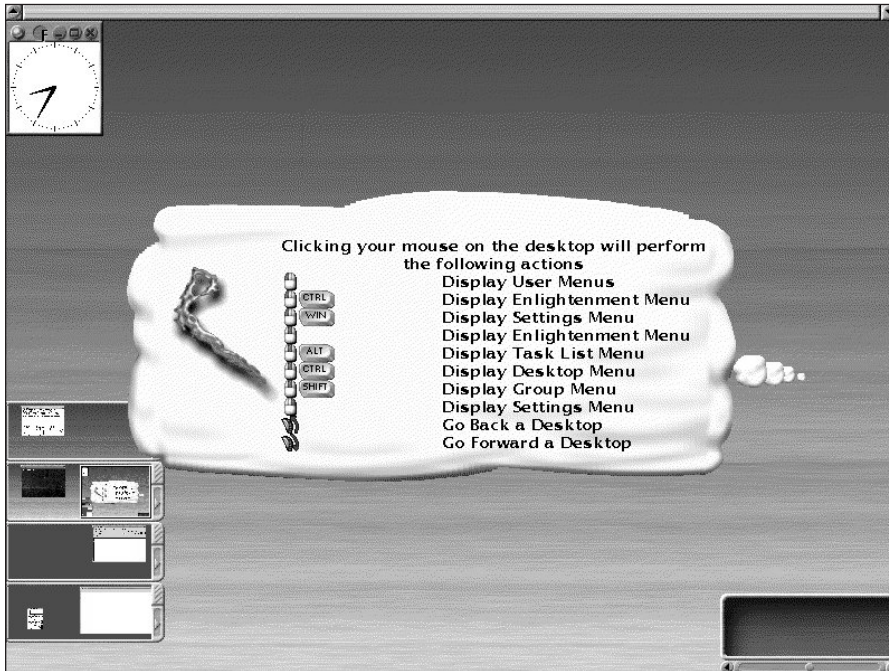 Clicking your mouse on the desktop will perform
the following actions
Display User Menus
CTRL Display Enlightenment Menu
WIN Display Settings Menu
Display Enlightenment Menu
ALT Display Task List Menu
CTRL Display Desktop Menu
SHIFT Display Group Menu
Display Settings Menu
Go Back a Desktop
Go Forward a Desktop